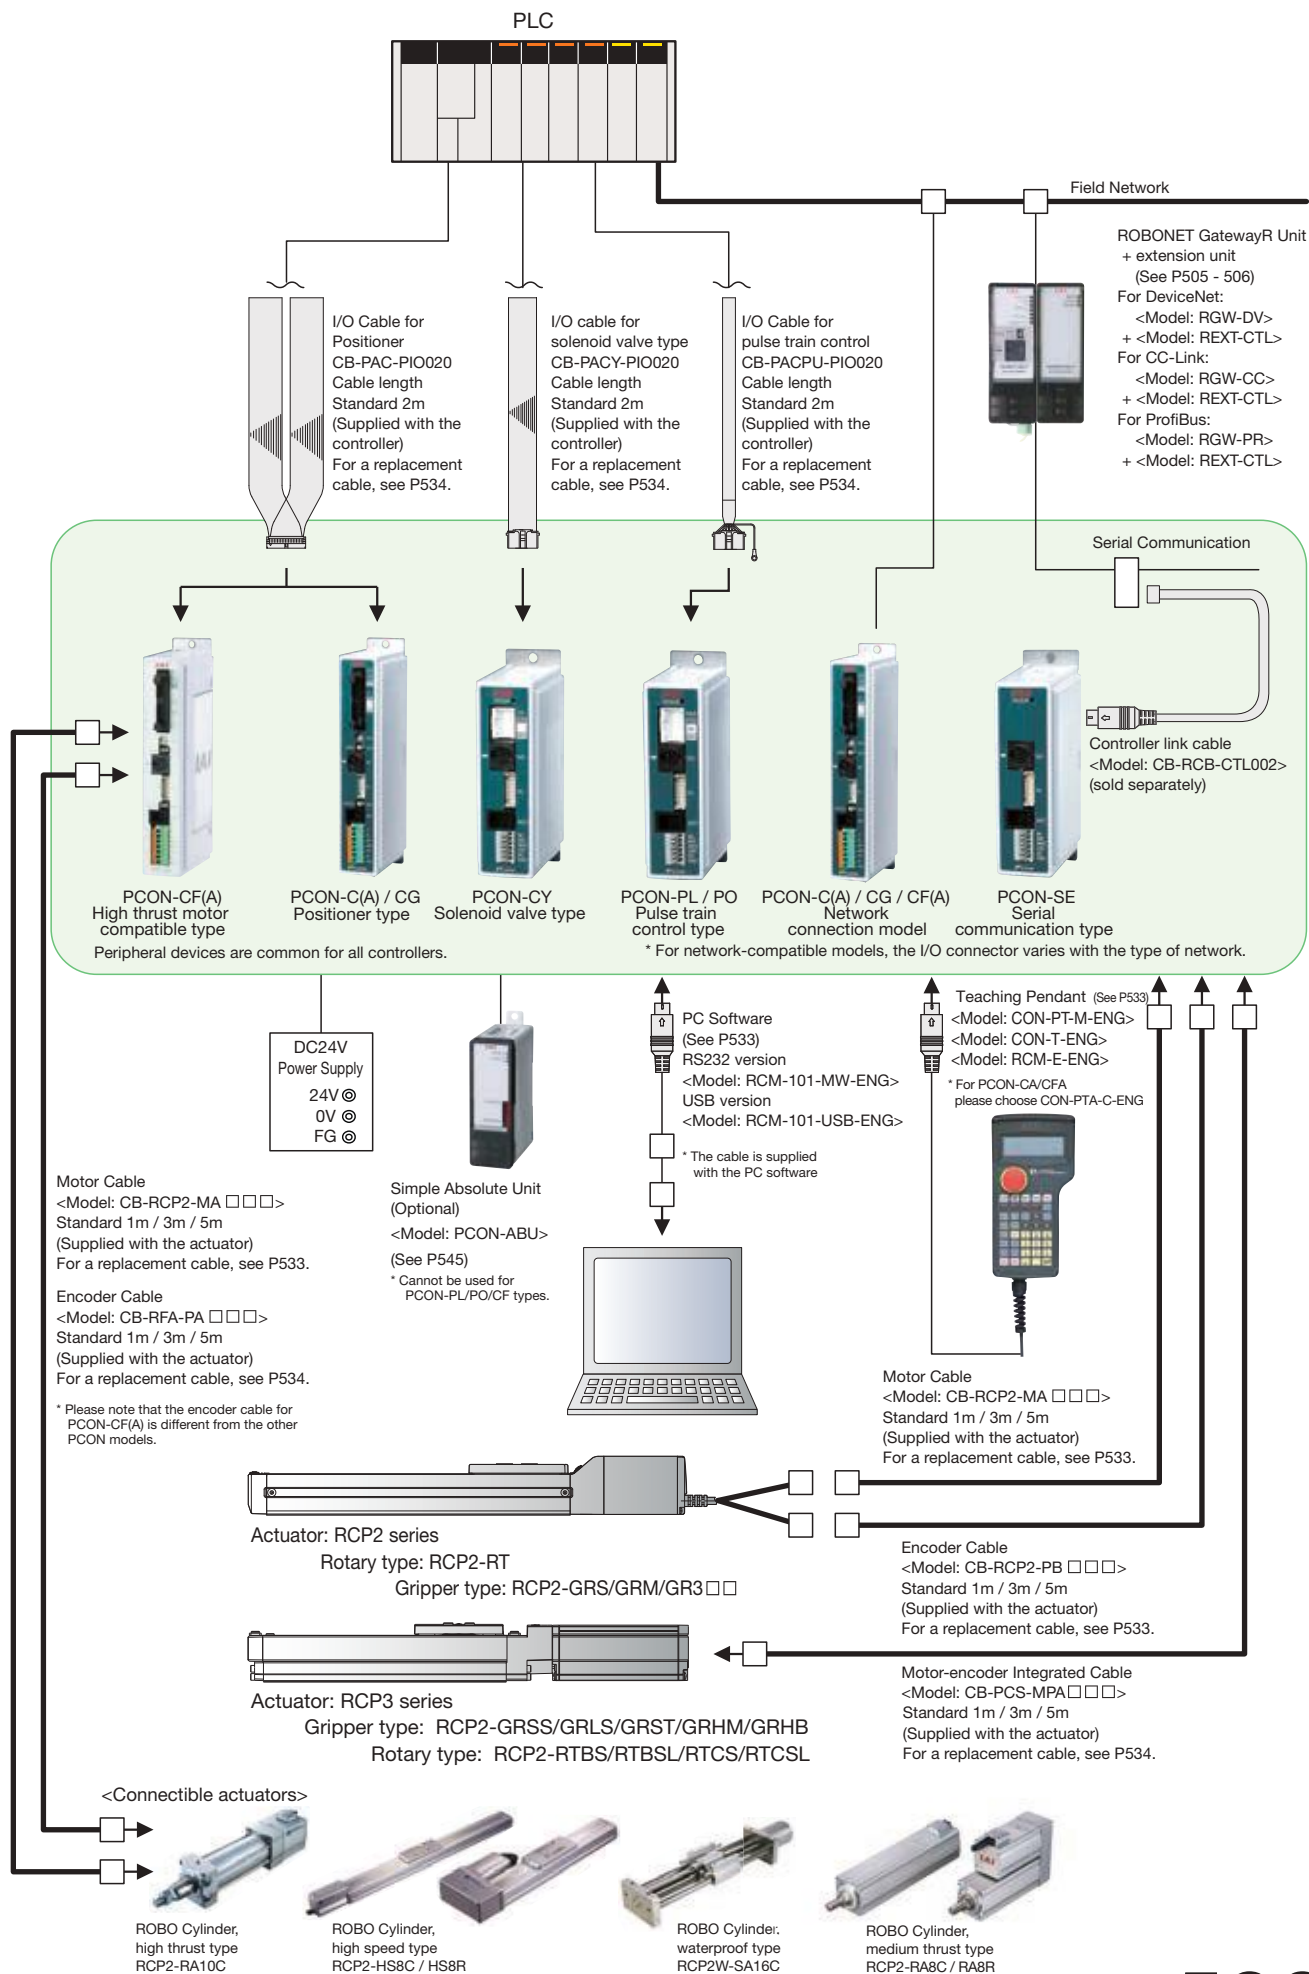 PLC
Field Network
ROBONET GatewayR Unit
+ extension unit
(See P505 - 506)
For DeviceNet:
<Model: RGW-DV>
+ <Model: REXT-CTL>
For CC-Link:
<Model: RGW-CC>
+ <Model: REXT-CTL>
For ProfiBus:
<Model: RGW-PR>
+ <Model: REXT-CTL>
I/O Cable for
Positioner
CB-PAC-PIO020
Cable length
Standard 2m
(Supplied with the
controller)
For a replacement
cable, see P534.
I/O cable for
solenoid valve type
CB-PACY-PIO020
Cable length
Standard 2m
(Supplied with the
controller)
For a replacement
cable, see P534.
I/O Cable for
pulse train control
CB-PACPU-PIO020
Cable length
Standard 2m
(Supplied with the
controller)
For a replacement
cable, see P534.
Serial Communication
Controller link cable
<Model: CB-RCB-CTL002>
(sold separately)
PCON-CF(A)
High thrust motor
compatible type
PCON-C(A) / CG
Positioner type
PCON-CY
Solenoid valve type
PCON-PL / PO
Pulse train
control type
PCON-C(A) / CG / CF(A)
Network
connection model
PCON-SE
Serial
communication type
Peripheral devices are common for all controllers.
* For network-compatible models, the I/O connector varies with the type of network.
DC24V
Power Supply
24V
0V
FG
PC Software
(See P533)
RS232 version
<Model: RCM-101-MW-ENG>
USB version
<Model: RCM-101-USB-ENG>
* The cable is supplied
with the PC software
Teaching Pendant (See P533)
<Model: CON-PT-M-ENG>
<Model: CON-T-ENG>
<Model: RCM-E-ENG>
* For PCON-CA/CFA
please choose CON-PTA-C-ENG
Motor Cable
<Model: CB-RCP2-MA □□□>
Standard 1m / 3m / 5m
(Supplied with the actuator)
For a replacement cable, see P533.
Encoder Cable
<Model: CB-RFA-PA □□□>
Standard 1m / 3m / 5m
(Supplied with the actuator)
For a replacement cable, see P534.
* Please note that the encoder cable for
PCON-CF(A) is different from the other
PCON models.
Simple Absolute Unit
(Optional)
<Model: PCON-ABU>
(See P545)
* Cannot be used for
PCON-PL/PO/CF types.
Motor Cable
<Model: CB-RCP2-MA □□□>
Standard 1m / 3m / 5m
(Supplied with the actuator)
For a replacement cable, see P533.
Actuator: RCP2 series
Rotary type: RCP2-RT
Gripper type: RCP2-GRS/GRM/GR3□□
Encoder Cable
<Model: CB-RCP2-PB □□□>
Standard 1m / 3m / 5m
(Supplied with the actuator)
For a replacement cable, see P533.
Actuator: RCP3 series
Gripper type: RCP2-GRSS/GRLS/GRST/GRHM/GRHB
Rotary type: RCP2-RTBS/RTBSL/RTCS/RTCSL
Motor-encoder Integrated Cable
<Model: CB-PCS-MPA□□□>
Standard 1m / 3m / 5m
(Supplied with the actuator)
For a replacement cable, see P534.
<Connectible actuators>
ROBO Cylinder,
high thrust type
RCP2-RA10C
ROBO Cylinder,
high speed type
RCP2-HS8C / HS8R
ROBO Cylinder,
waterproof type
RCP2W-SA16C
ROBO Cylinder,
medium thrust type
RCP2-RA8C / RA8R